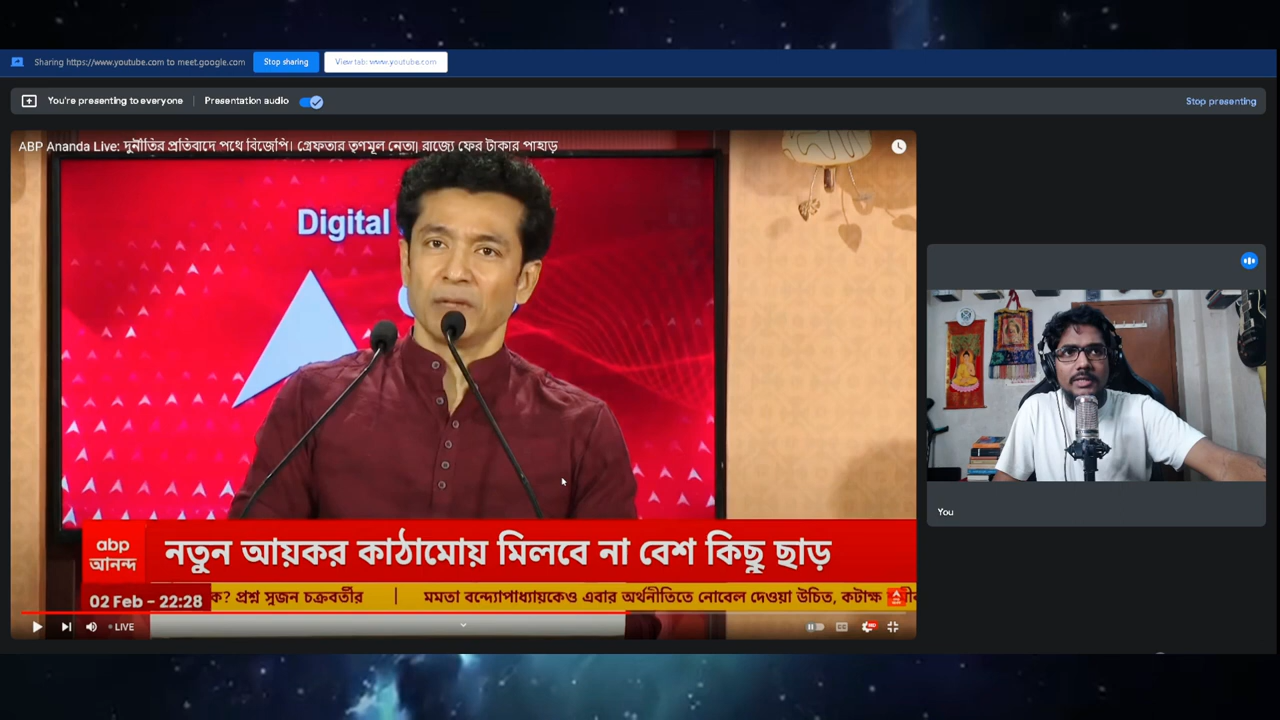 Sharing https://www.youtube.com to meet.google.com
Stop sharing
View tab: www.youtube.com
You're presenting to everyone
Presentation audio
Stop presenting
ABP Ananda Live: দুর্নীতির প্রতিবাদে পথে বিজেপি। গ্রেফতার তৃণমূল নেতা| রাজ্যে ফের টাকার পাহাড়
Digital
abp
আনন্দ
নতুন আয়কর কাঠামোয় মিলবে না বেশ কিছু ছাড়
02 Feb - 22:28
ক? প্রশ্ন সুজন চক্রবর্তীর | মমতা বন্দ্যোপাধ্যায়কেও এবার অর্থনীতিতে নোবেল দেওয়া উচিত, কটাক্ষ
LIVE
You